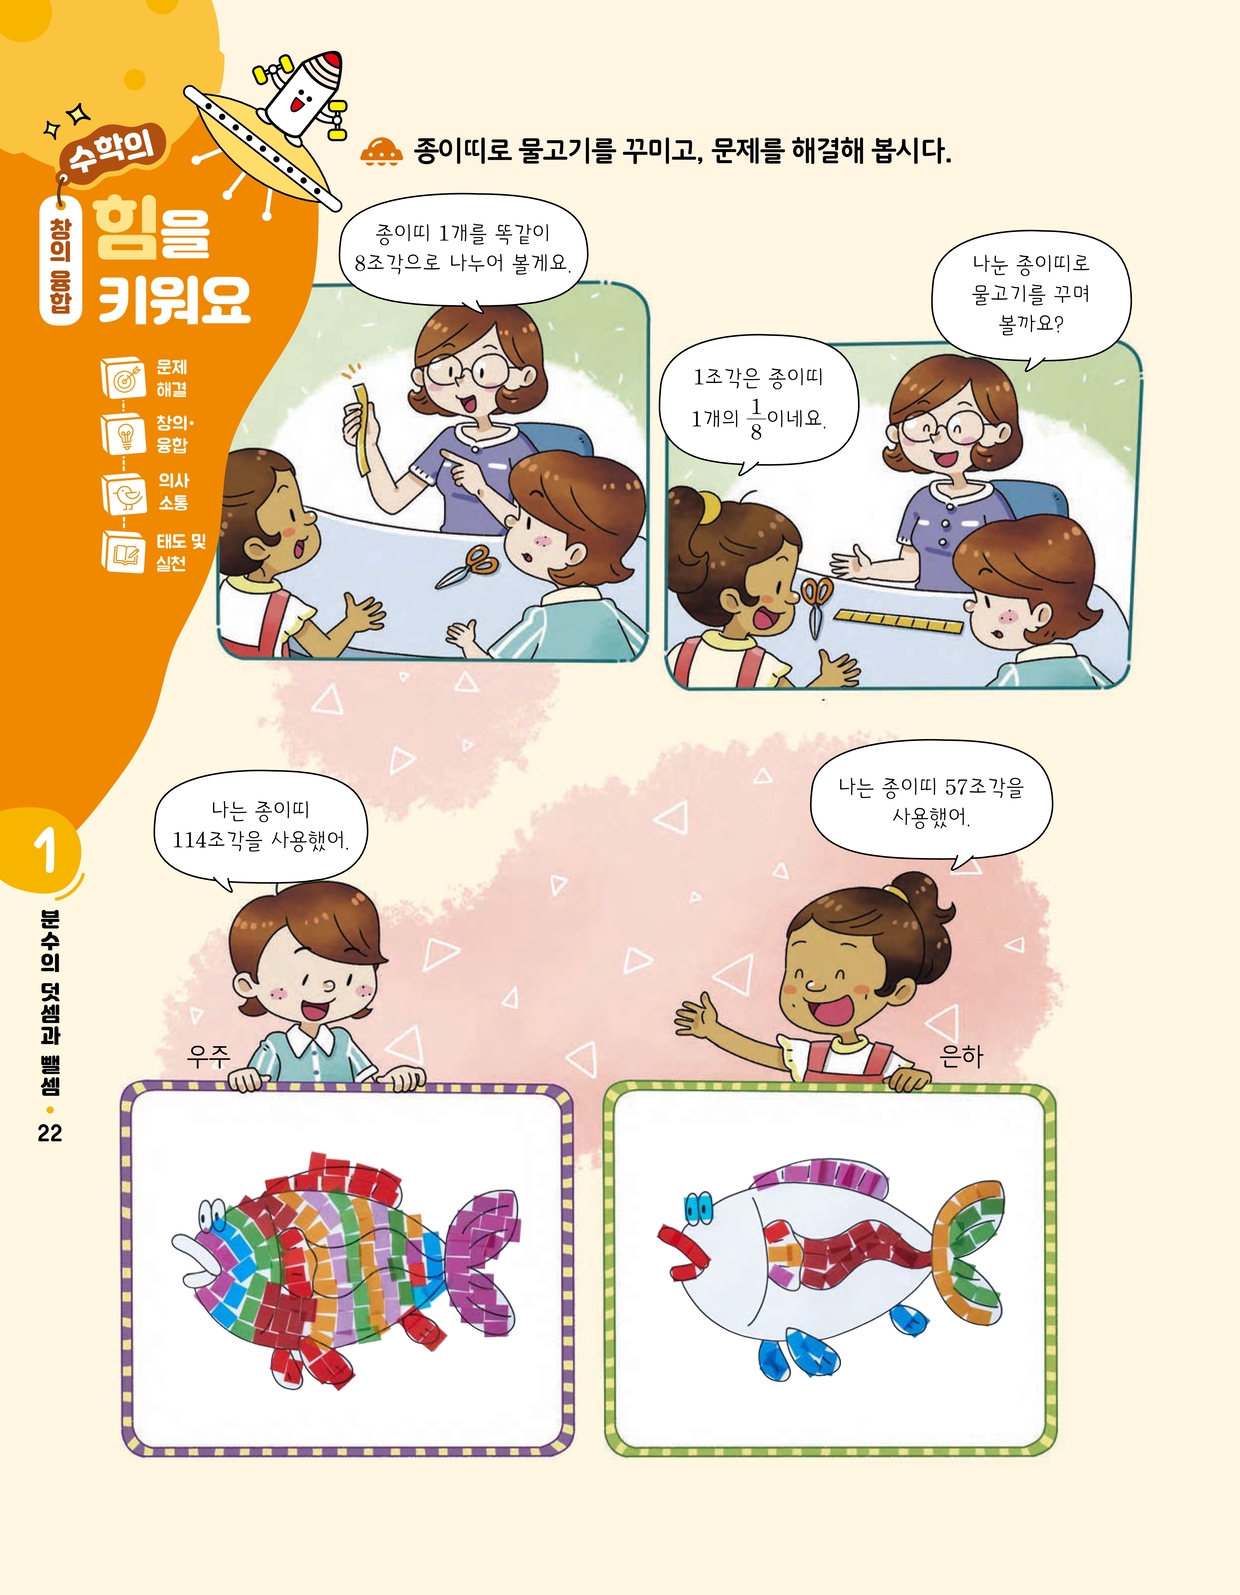 수학의
힘을
키워요
창의 융합
문제
해결
창의·
융합
의사
소통
태도 및
실천
종이띠로 물고기를 꾸미고, 문제를 해결해 봅시다.
종이띠 1개를 똑같이
8조각으로 나누어 볼게요.
나눈 종이띠로
물고기를 꾸며
볼까요?
1조각은 종이띠
1개의 1/8이네요.
나는 종이띠
114조각을 사용했어.
나는 종이띠 57조각을
사용했어.
우주
은하
1
분수의 덧셈과 뺄셈
22